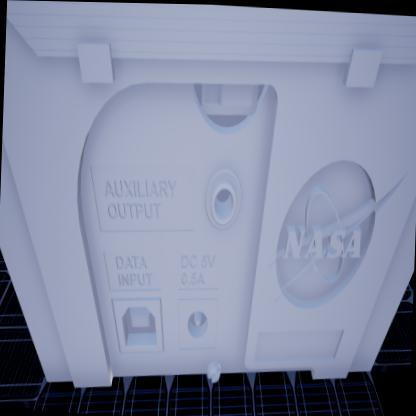 AUXILIARY
OUTPUT
DATA
INPUT
DC 5V
0.5A
NASA